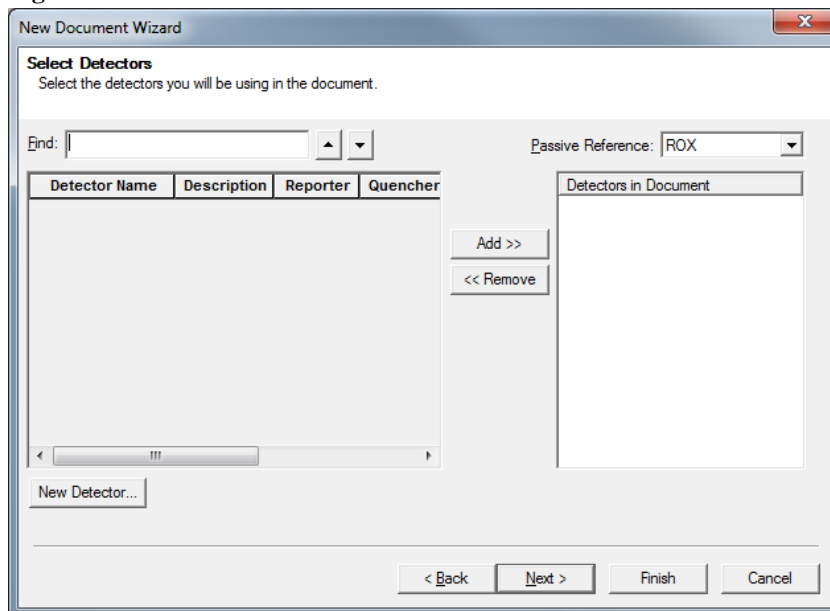 New Document Wizard
Select Detectors
Select the detectors you will be using in the document.
Find:
Passive Reference: ROX
Detector Name Description Reporter Quencher
Detectors in Document
Add >>
<< Remove
New Detector...
< Back Next > Finish Cancel